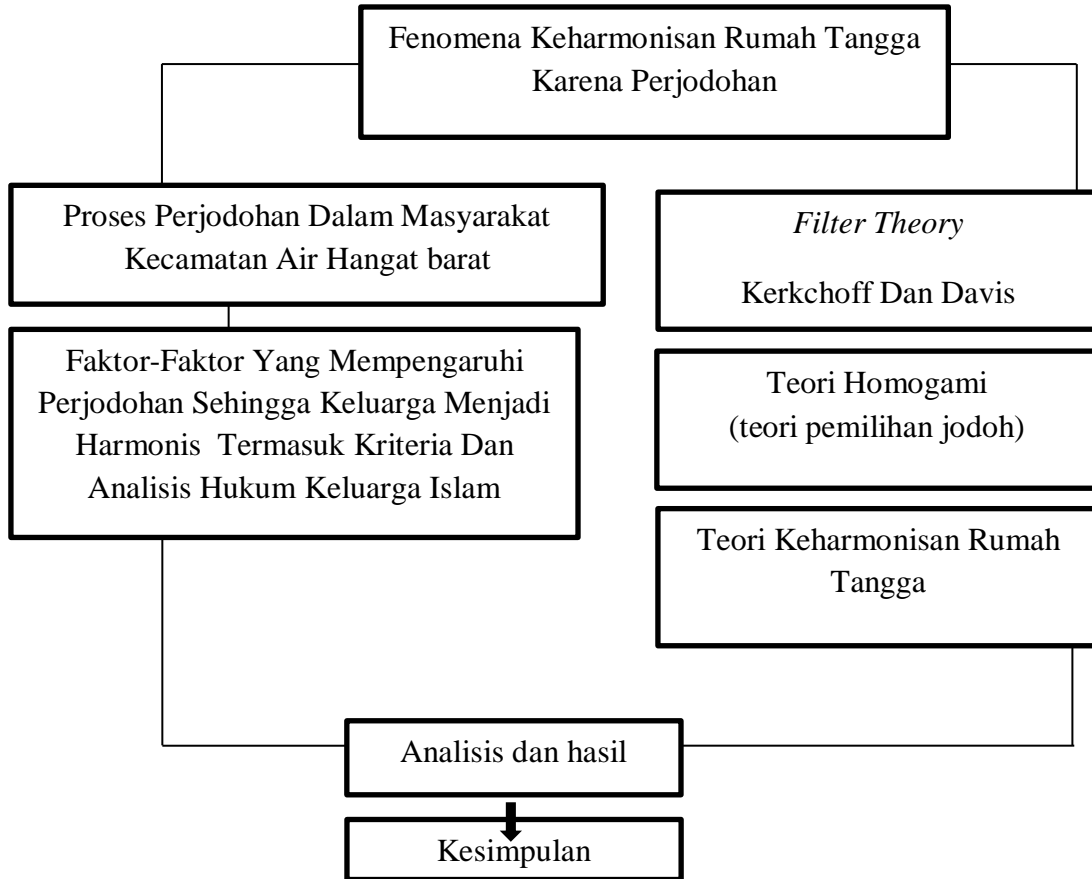 Fenomena Keharmonisan Rumah Tangga
Karena Perjodohan
Proses Perjodohan Dalam Masyarakat
Kecamatan Air Hangat barat
Faktor-Faktor Yang Mempengaruhi
Perjodohan Sehingga Keluarga Menjadi
Harmonis Termasuk Kriteria Dan
Analisis Hukum Keluarga Islam
Filter Theory
Kerkchoff Dan Davis
Teori Homogami
(teori pemilihan jodoh)
Teori Keharmonisan Rumah
Tangga
Analisis dan hasil
Kesimpulan